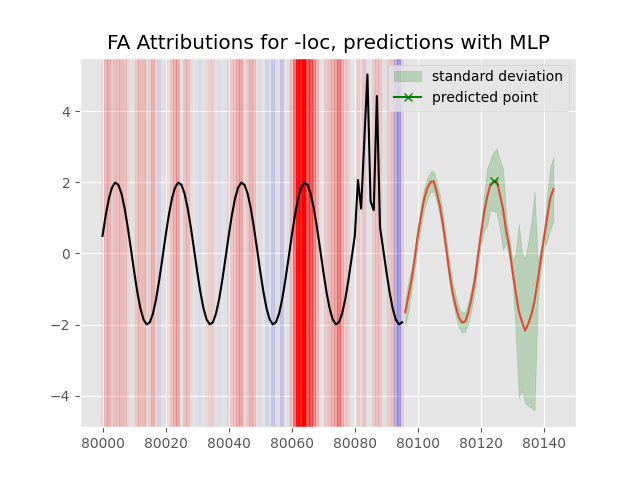 FA Attributions for -loc, predictions with MLP
standard deviation
predicted point
4
2
0
−2
−4
80000 80020 80040 80060 80080 80100 80120 80140